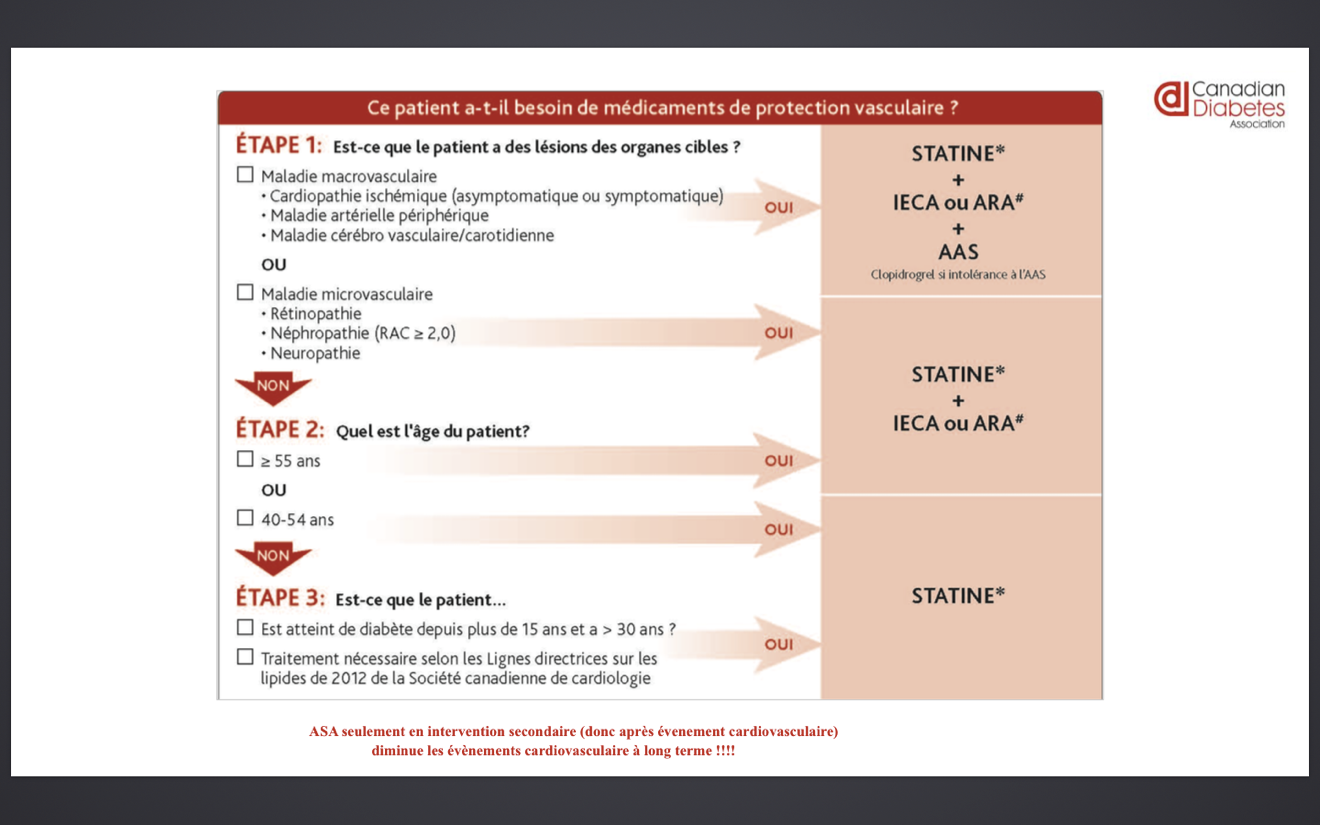 Canadian
Diabetes
Association
Ce patient a-t-il besoin de médicaments de protection vasculaire ?
ÉTAPE 1: Est-ce que le patient a des lésions des organes cibles ?
Maladie macrovasculaire
• Cardiopathie ischémique (asymptomatique ou symptomatique)
• Maladie artérielle périphérique
• Maladie cérébro vasculaire/carotidienne
OUI
STATINE*
+
IECA ou ARA#
+
AAS
Clopidrogrel si intolérance à l'AAS
OU
Maladie microvasculaire
• Rétinopathie
• Néphropathie (RAC ≥ 2,0)
• Neuropathie
OUI
NON
STATINE*
+
IECA ou ARA#
ÉTAPE 2: Quel est l'âge du patient?
≥ 55 ans
OUI
OU
40-54 ans
OUI
NON
ÉTAPE 3: Est-ce que le patient...
Est atteint de diabète depuis plus de 15 ans et a > 30 ans ?
Traitement nécessaire selon les Lignes directrices sur les
lipides de 2012 de la Société canadienne de cardiologie
OUI
STATINE*
ASA seulement en intervention secondaire (donc après évenement cardiovasculaire)
diminue les évènements cardiovasculaire à long terme !!!!